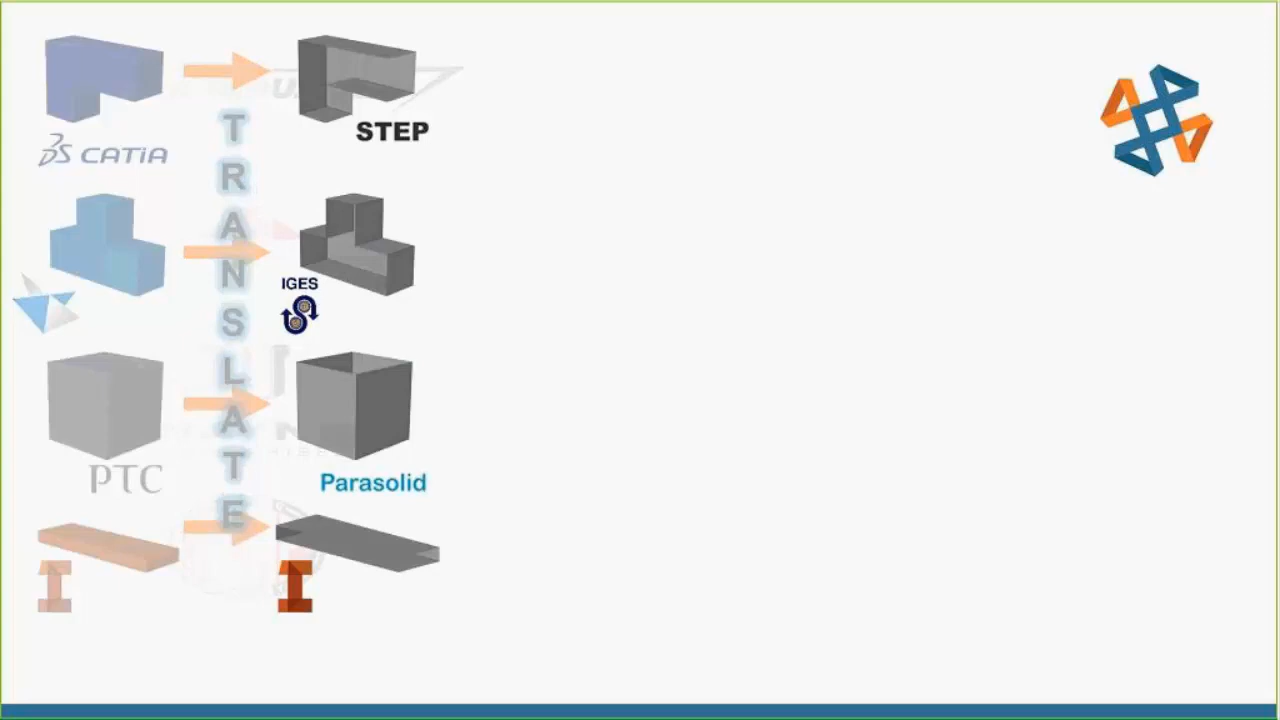 CATIA
STEP
TRANSLATE
IGES
PTC
Parasolid